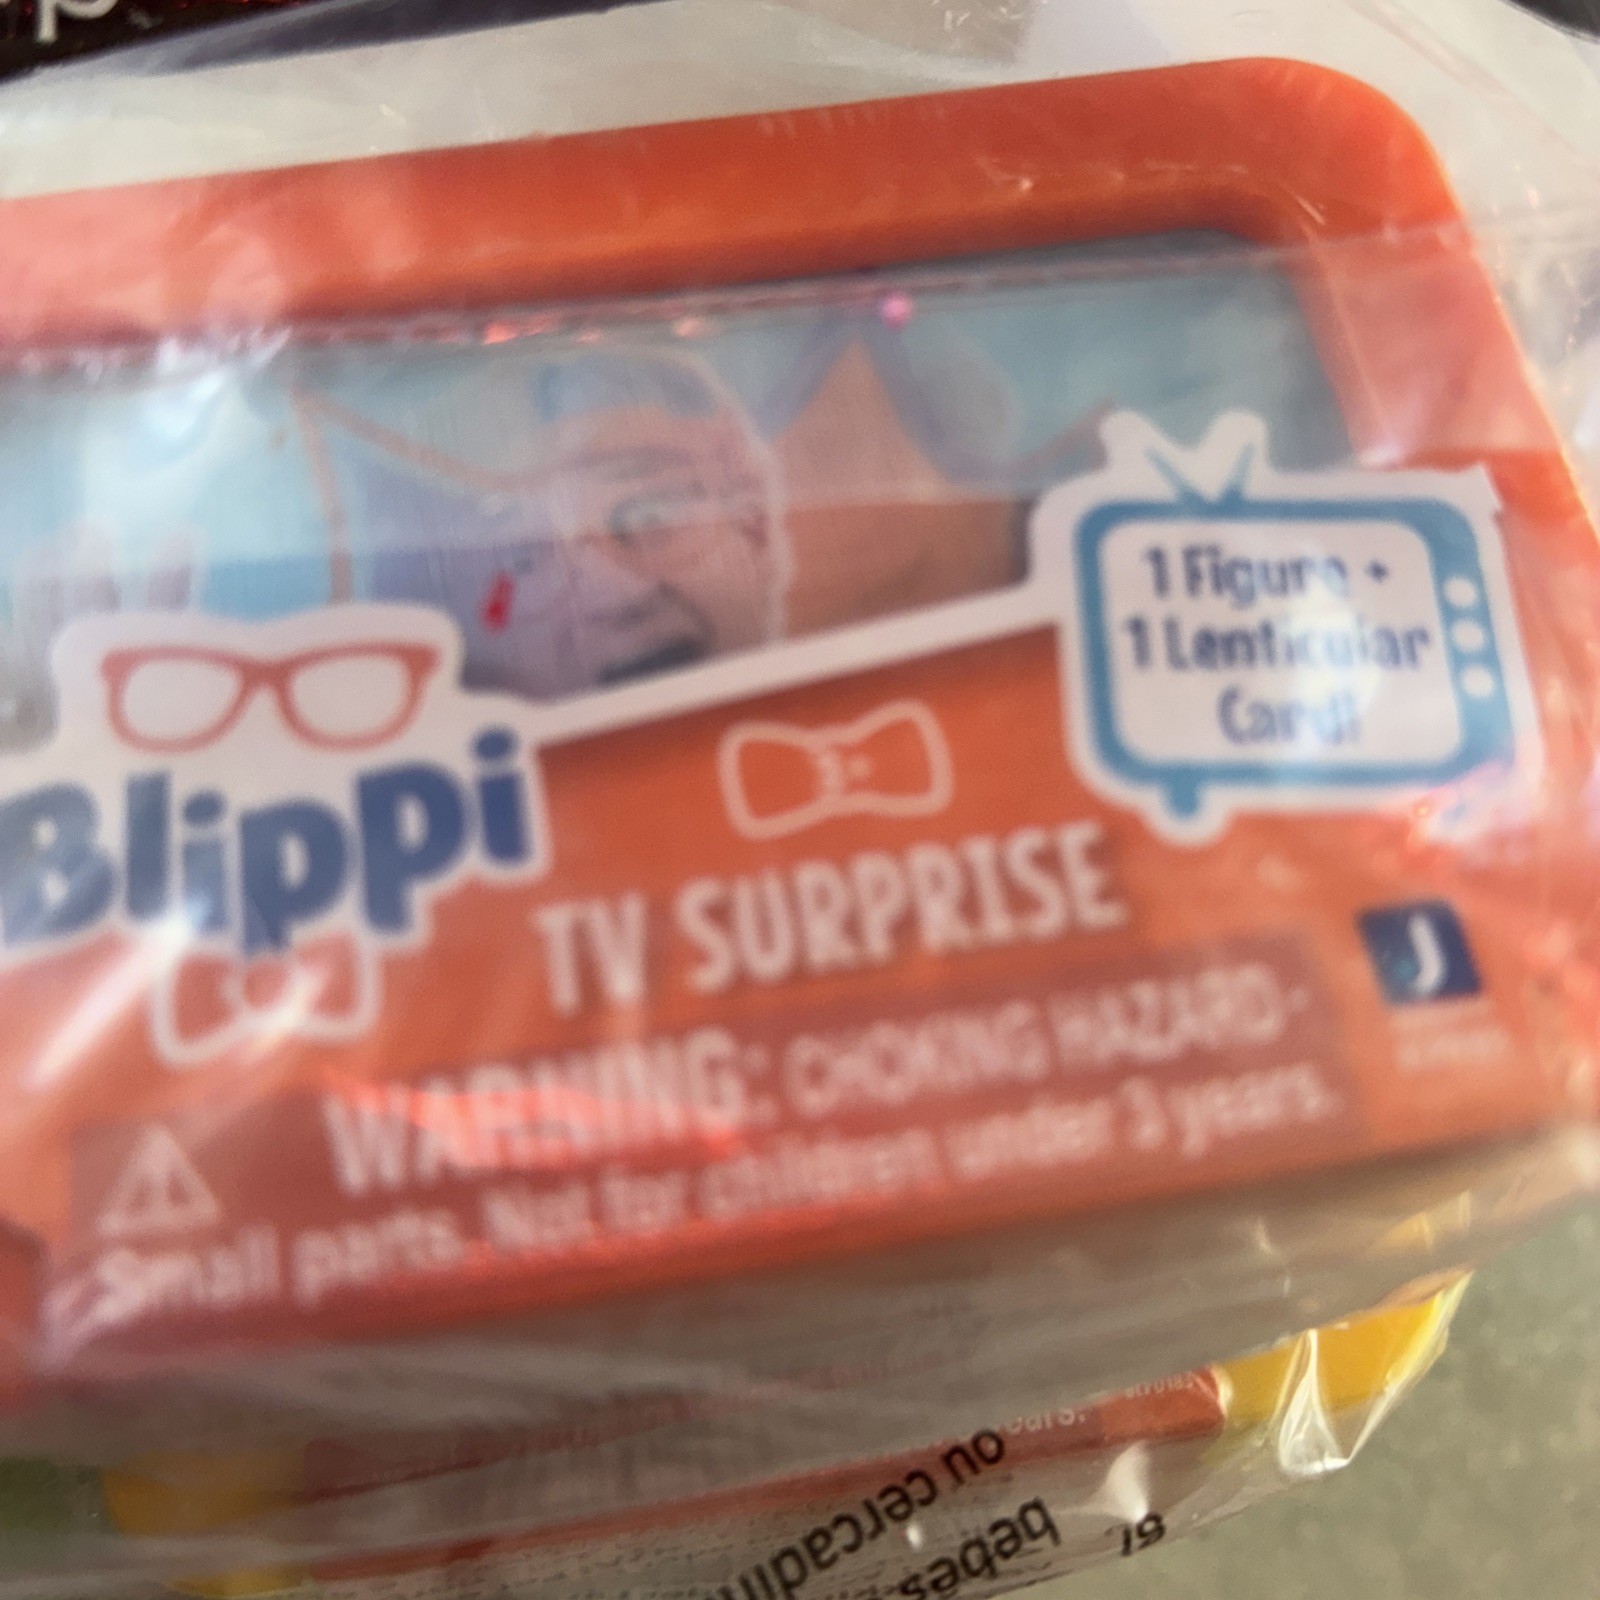 1 Figure +
1 Lenticular
Card!
Blippi
TV SURPRISE
J
WARNING: CHOKING HAZARD-
Small parts. Not for children under 3 years.
ears.
ou cercadin
bebes